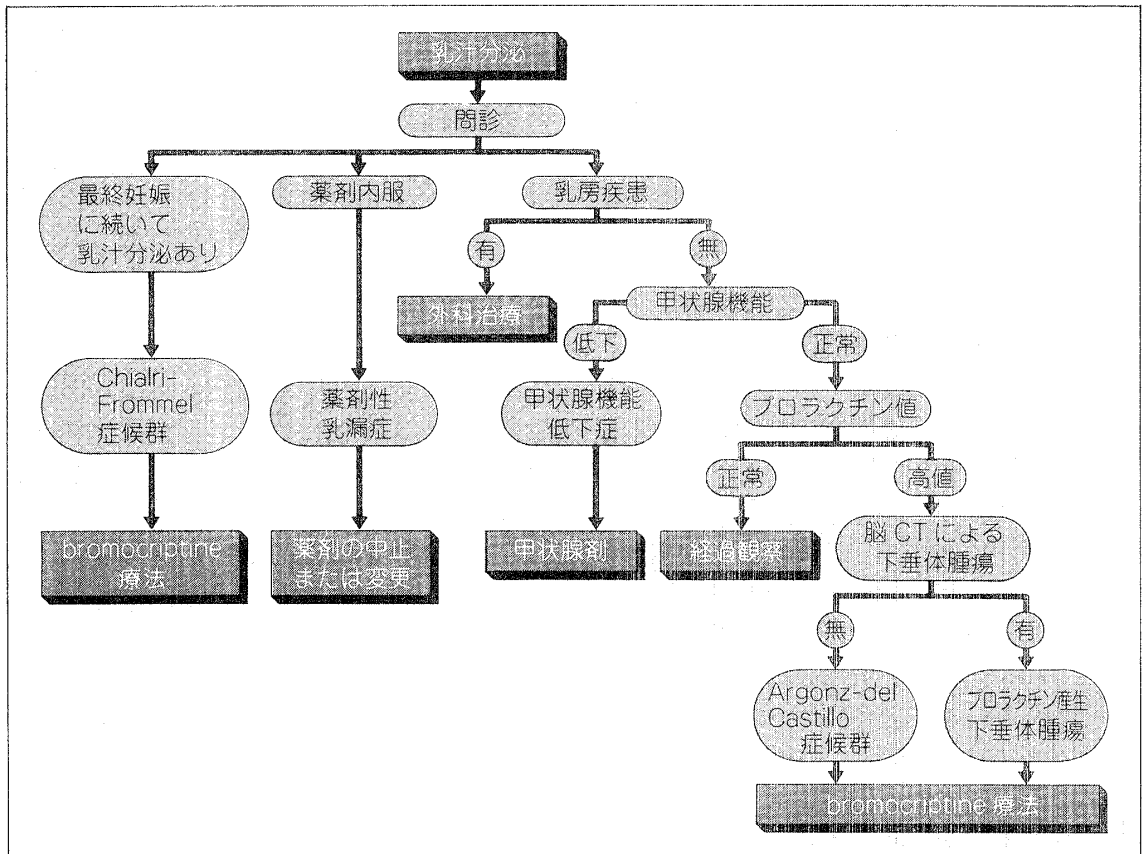 乳汁分泌
問診
最終妊娠
に続いて
乳汁分泌あり
薬剤内服
乳房疾患
有
無
外科治療
甲状腺機能
低下
正常
Chialri-
Frommel
症候群
薬剤性
乳漏症
甲状腺機能
低下症
プロラクチン値
正常
高値
bromocriptine
療法
薬剤の中止
または変更
甲状腺剤
経過観察
脳CTによる
下垂体腫瘍
無
有
Argonz-del
Castillo
症候群
プロラクチン産生
下垂体腫瘍
bromocriptine 療法